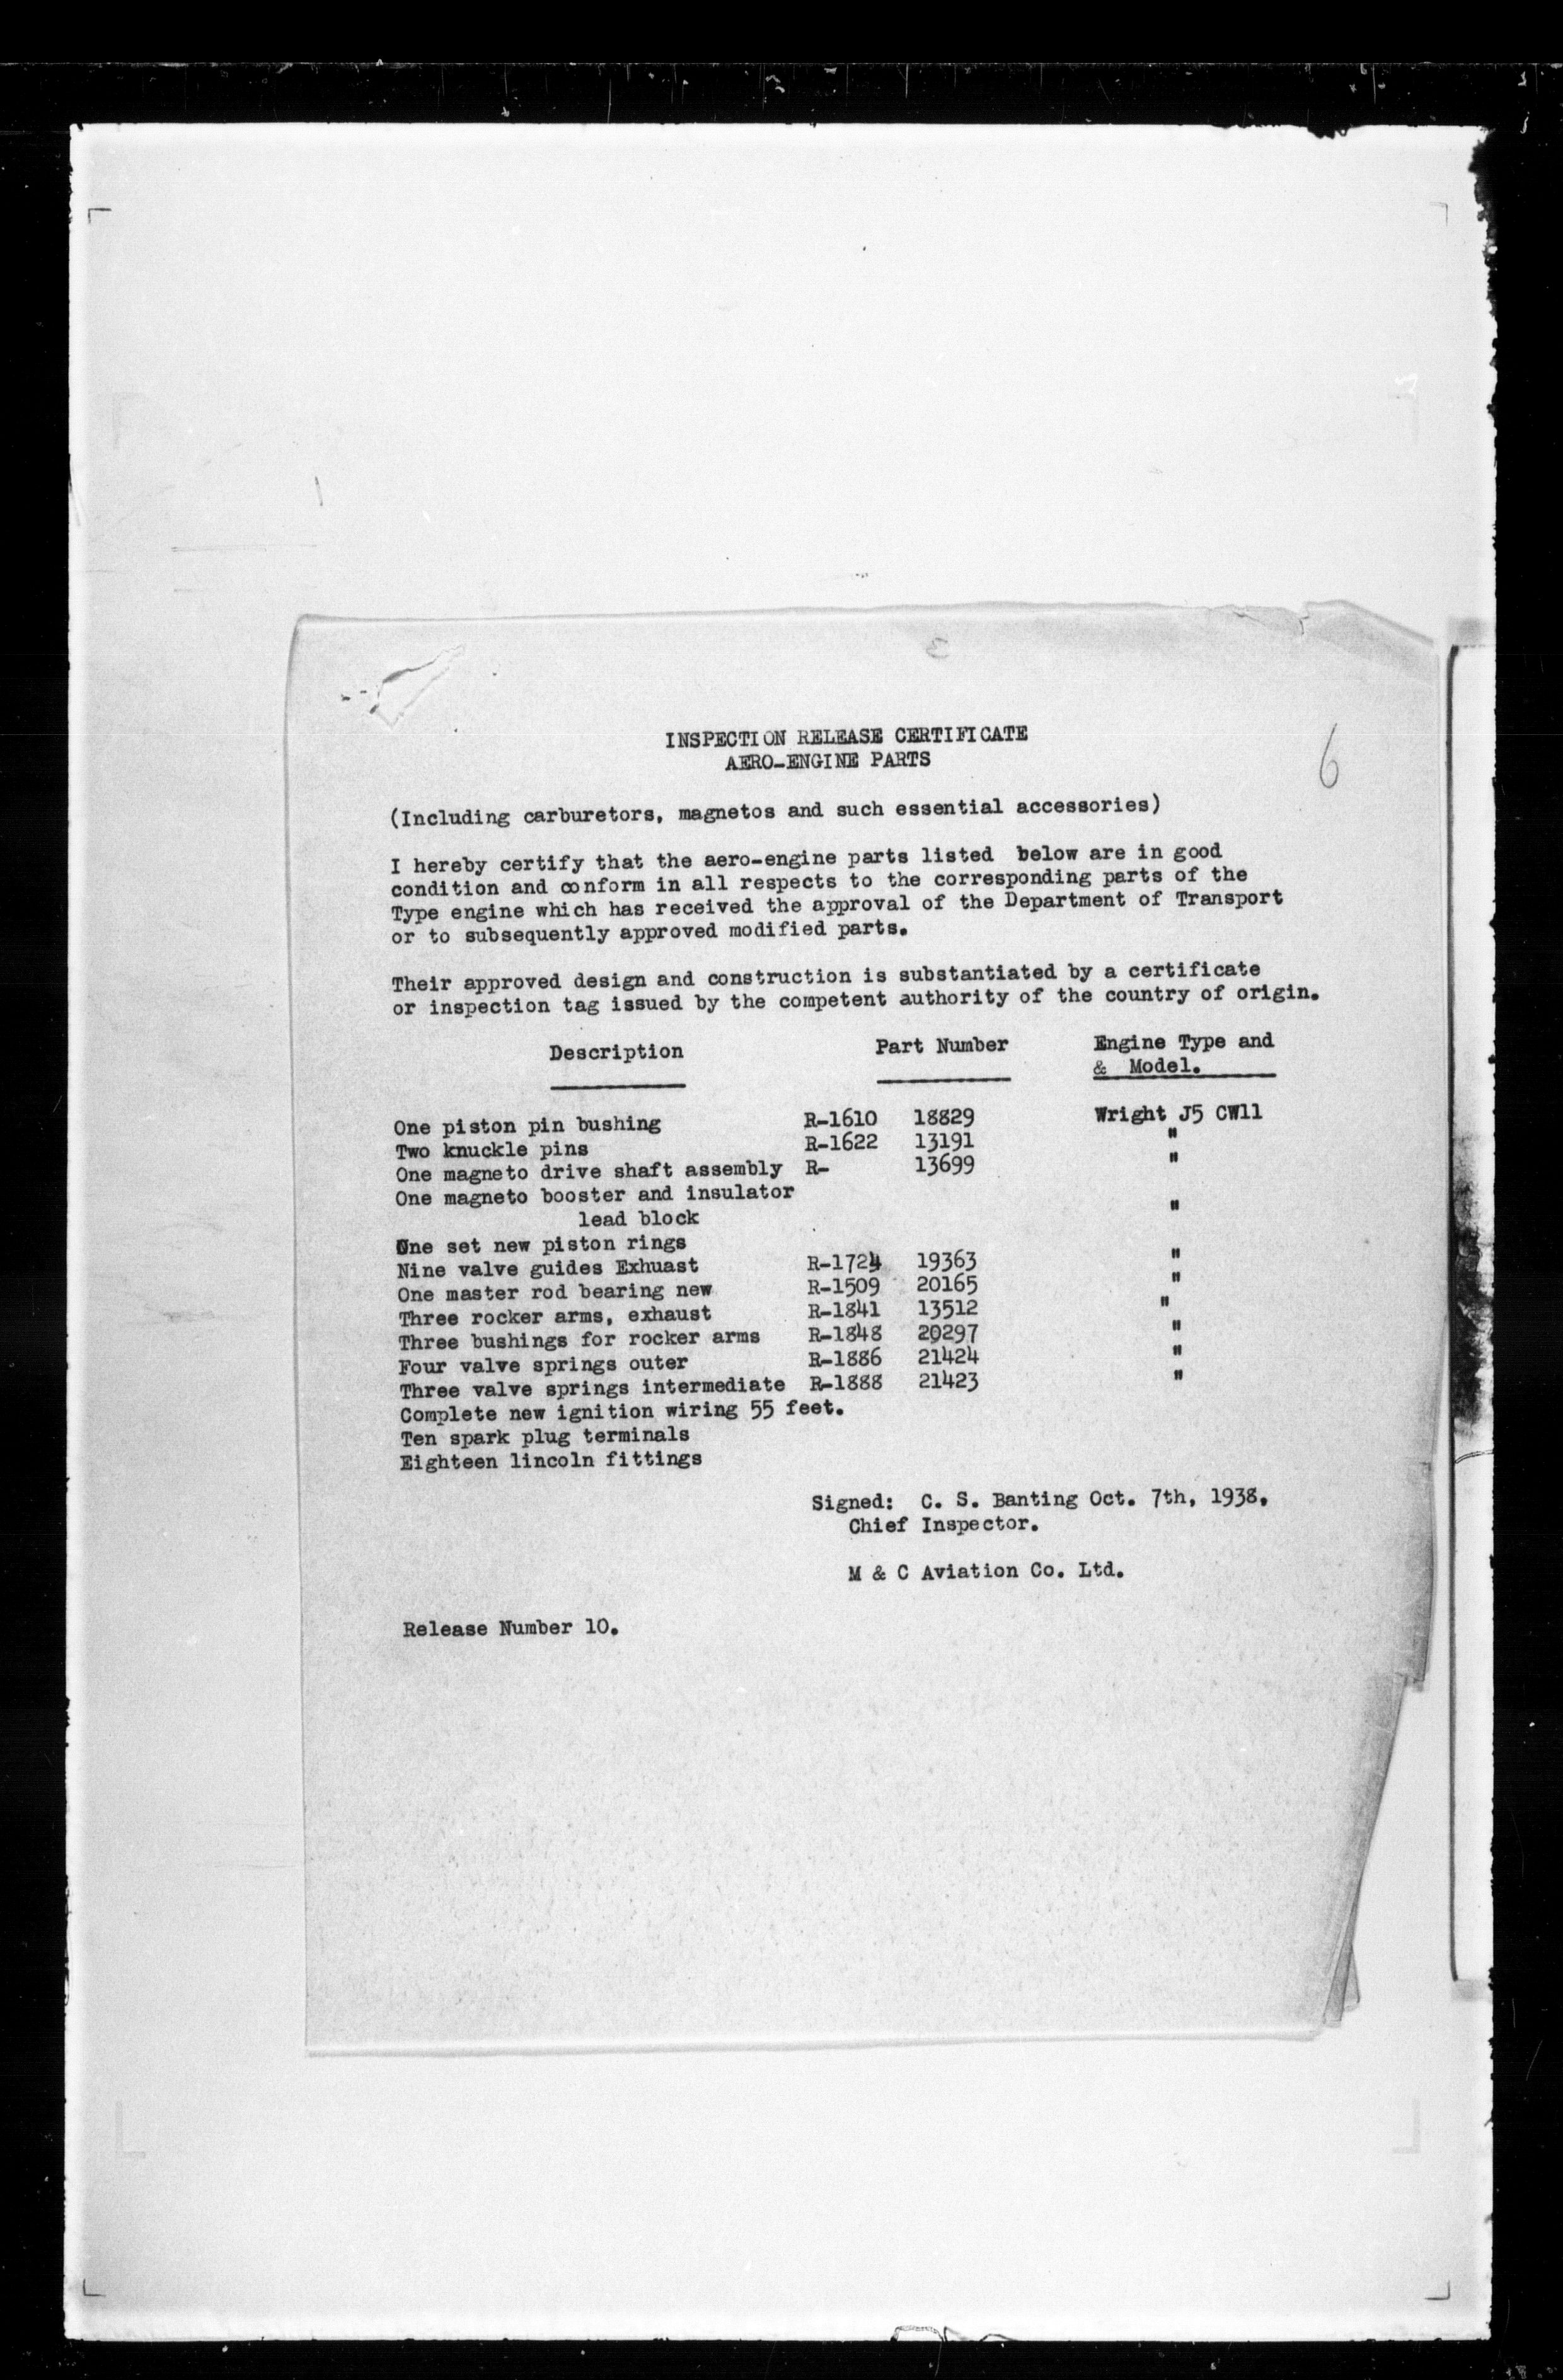 INSPECTION RELEASE CERTIFICATE
AERO-ENGINE PARTS
6
(Including carburetors, magnetos and such essential accessories)
I hereby certify that the aero-engine parts listed below are in good
condition and conform in all respects to the corresponding parts of the
Type engine which has received the approval of the Department of Transport
or to subsequently approved modified parts.
Their approved design and construction is substantiated by a certificate
or inspection tag issued by the competent authority of the country of origin.
Description Part Number Engine Type and
& Model.
One piston pin bushing R-1610 18829 Wright J5 CW11
Two knuckle pins R-1622 13191 "
One magneto drive shaft assembly R- 13699 "
One magneto booster and insulator
lead block "
One set new piston rings
Nine valve guides Exhuast R-1724 19363 "
One master rod bearing new R-1509 20165 "
Three rocker arms, exhaust R-1841 13512 "
Three bushings for rocker arms R-1848 20297 "
Four valve springs outer R-1886 21424 "
Three valve springs intermediate R-1888 21423 "
Complete new ignition wiring 55 feet.
Ten spark plug terminals
Eighteen lincoln fittings
Signed: C. S. Banting Oct. 7th, 1938.
Chief Inspector.
M & C Aviation Co. Ltd.
Release Number 10.